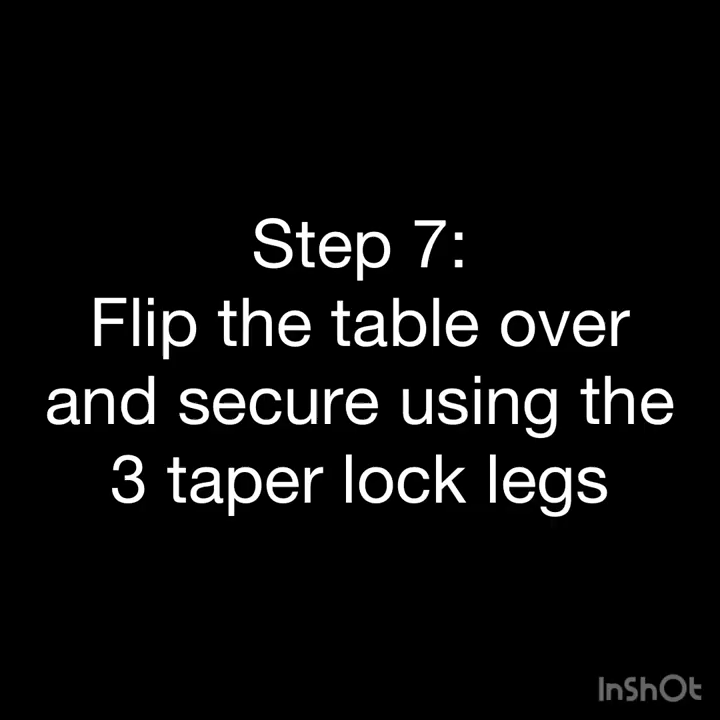 Step 7:
Flip the table over
and secure using the
3 taper lock legs
InShOt